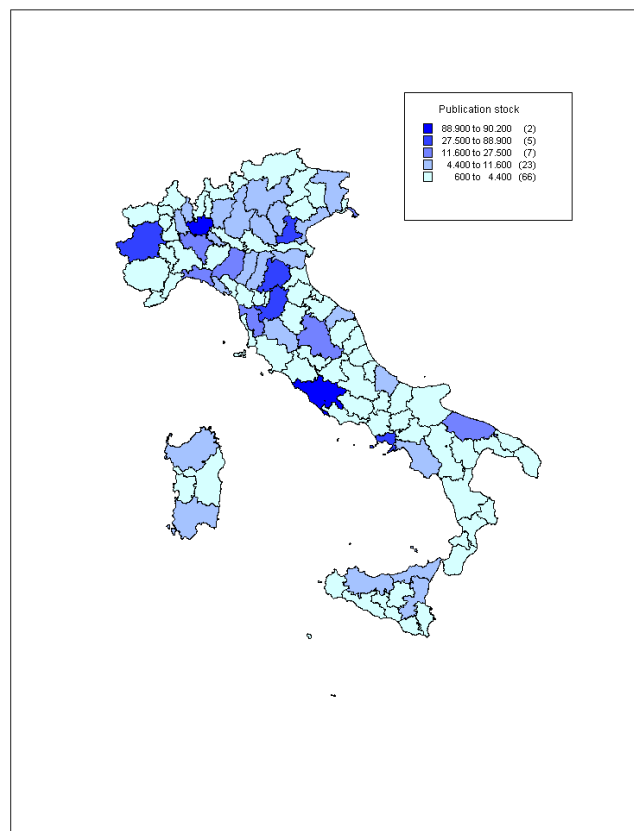 Publication stock
88.900 to 90.200 (2)
27.500 to 88.900 (5)
11.600 to 27.500 (7)
4.400 to 11.600 (23)
600 to 4.400 (66)